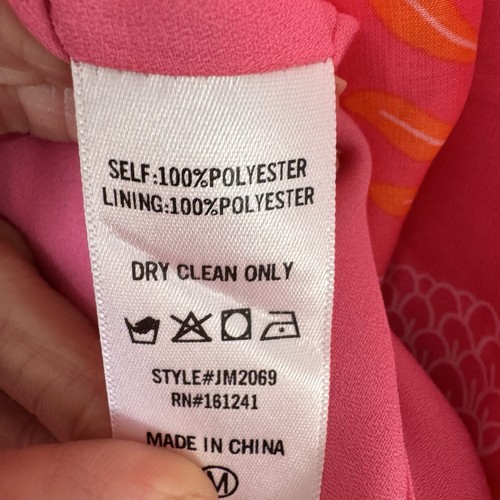 SELF:100%POLYESTER
LINING:100%POLYESTER
DRY CLEAN ONLY
STYLE#JM2069
RN#161241
MADE IN CHINA
M